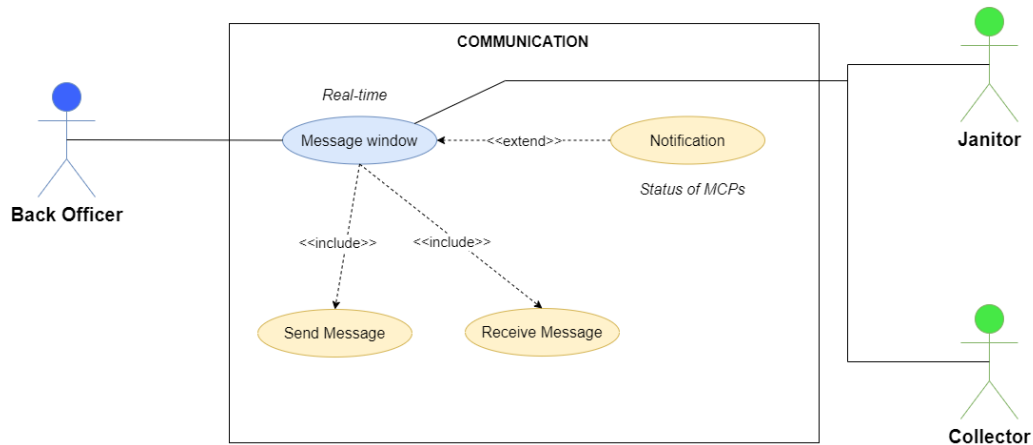 COMMUNICATION
Real-time
Message window
<<extend>>
Notification
Status of MCPs
Janitor
Back Officer
<<include>>
<<include>>
Send Message
Receive Message
Collector